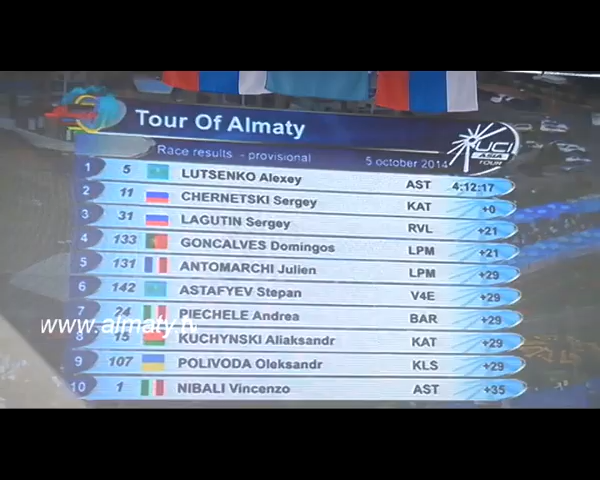 Tour Of Almaty
Race results - provisional 5 october 2014
UCI
ASIA
TOUR
1 5 LUTSENKO Alexey AST 4:12:17
2 11 CHERNETSKI Sergey KAT +0
3 31 LAGUTIN Sergey RVL +21
4 133 GONCALVES Domingos LPM +21
5 131 ANTOMARCHI Julien LPM +29
6 142 ASTAFYEV Stepan V4E +29
7 24 PIECHELE Andrea BAR +29
www.almaty.tv
8 15 KUCHYNSKI Aliaksandr KAT +29
9 107 POLIVODA Oleksandr KLS +29
10 1 NIBALI Vincenzo AST +35